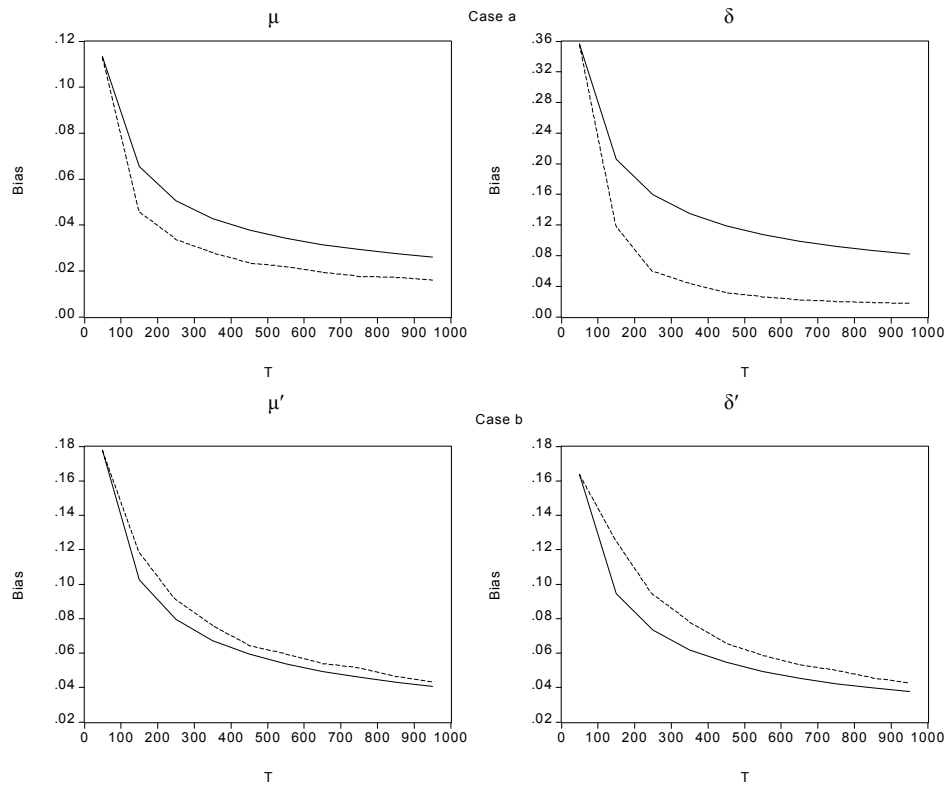 μ Case a δ
.12 .10 .08 .06 .04 .02 .00
Bias
0 100 200 300 400 500 600 700 800 900 1000
T
.36 .32 .28 .24 .20 .16 .12 .08 .04 .00
Bias
0 100 200 300 400 500 600 700 800 900 1000
T
μ′ Case b δ′
.18 .16 .14 .12 .10 .08 .06 .04 .02
Bias
0 100 200 300 400 500 600 700 800 900 1000
T
.18 .16 .14 .12 .10 .08 .06 .04 .02
Bias
0 100 200 300 400 500 600 700 800 900 1000
T